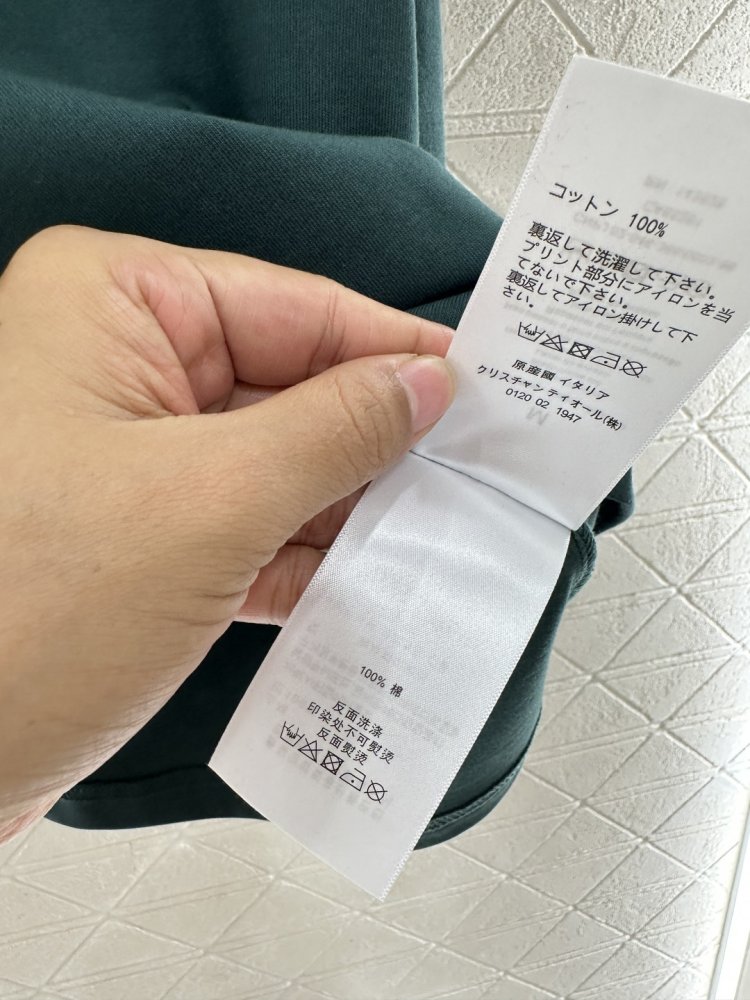 コットン 100%
裏返して洗濯して下さい。
プリント部分にアイロンを当
てないで下さい。
裏返してアイロン掛けして下
さい。
原産國 イタリア
クリスチャン ディオール(株)
0120 02 1947
M
100% 棉
反面洗涤
印染处不可熨烫
反面熨烫